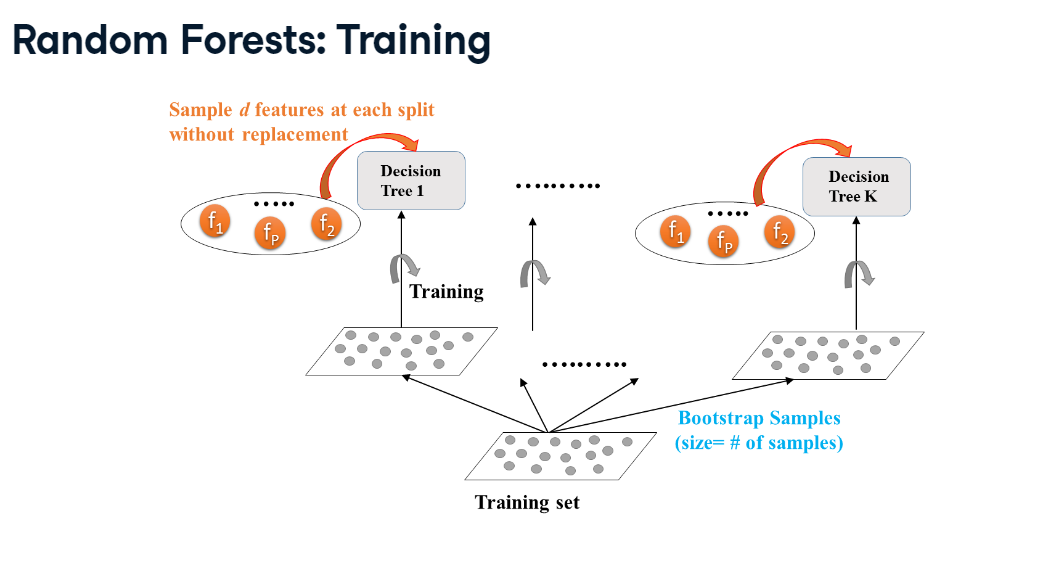 Random Forests: Training
Sample d features at each split
without replacement
Decision
Tree 1
..........
Decision
Tree K
.....
f1
fP
f2
.....
f1
fP
f2
Training
..........
Bootstrap Samples
(size= # of samples)
Training set